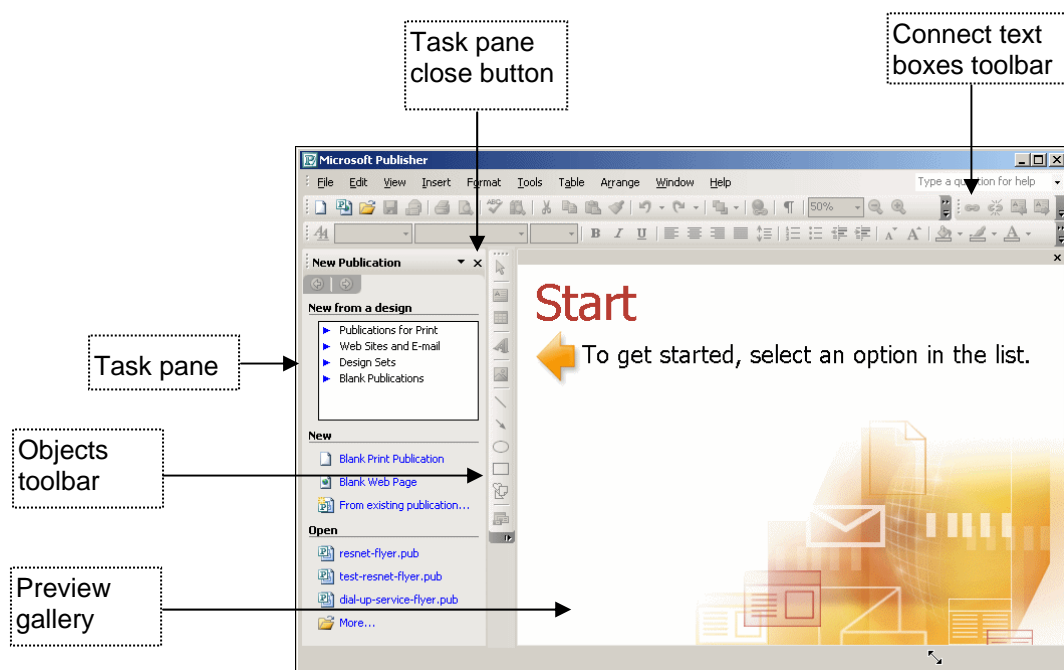 Task pane
close button
Connect text
boxes toolbar
Microsoft Publisher
File Edit View Insert Format Tools Table Arrange Window Help
Type a question for help
50%
B I U
New Publication
New from a design
Publications for Print
Web Sites and E-mail
Design Sets
Blank Publications
New
Blank Print Publication
Blank Web Page
From existing publication...
Open
resnet-flyer.pub
test-resnet-flyer.pub
dial-up-service-flyer.pub
More...
Start
To get started, select an option in the list.
Task pane
Objects
toolbar
Preview
gallery